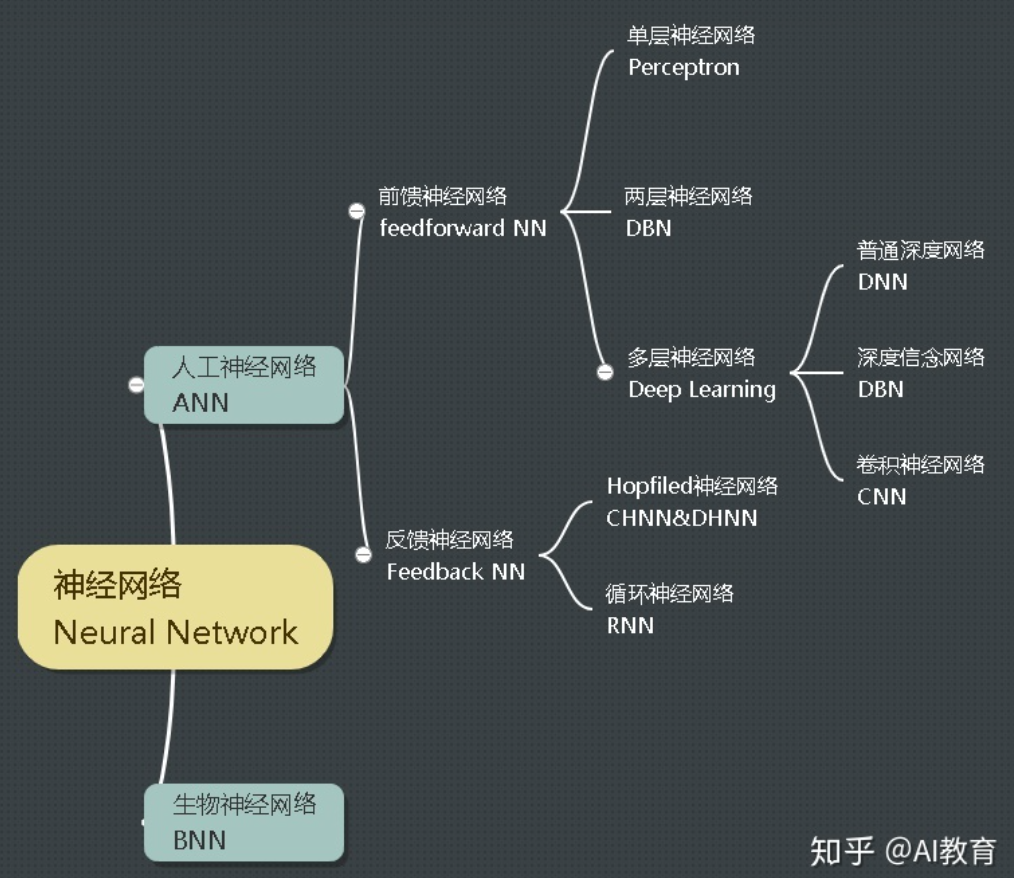 单层神经网络
Perceptron
前馈神经网络
feedforward NN
两层神经网络
DBN
普通深度网络
DNN
人工神经网络
ANN
多层神经网络
Deep Learning
深度信念网络
DBN
卷积神经网络
CNN
Hopfiled神经网络
CHNN&DHNN
反馈神经网络
Feedback NN
循环神经网络
RNN
神经网络
Neural Network
生物神经网络
BNN
知乎 @AI教育